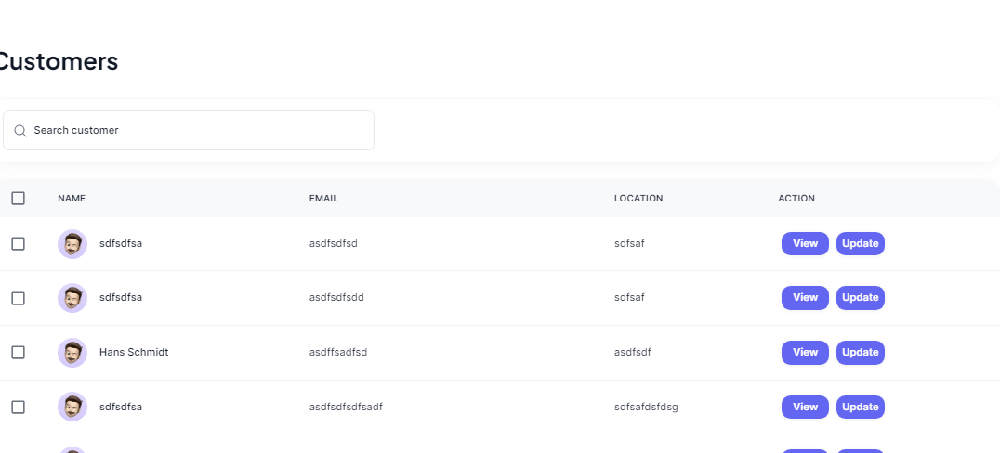 Customers
Search customer
NAME EMAIL LOCATION ACTION
sdfsdfsa asdfsdfsd sdfsaf View Update
sdfsdfsa asdfsdfsdd sdfsaf View Update
Hans Schmidt asdffsadfsd asdfsdf View Update
sdfsdfsa asdfsdfsdfsadf sdfsafdsfdsg View Update